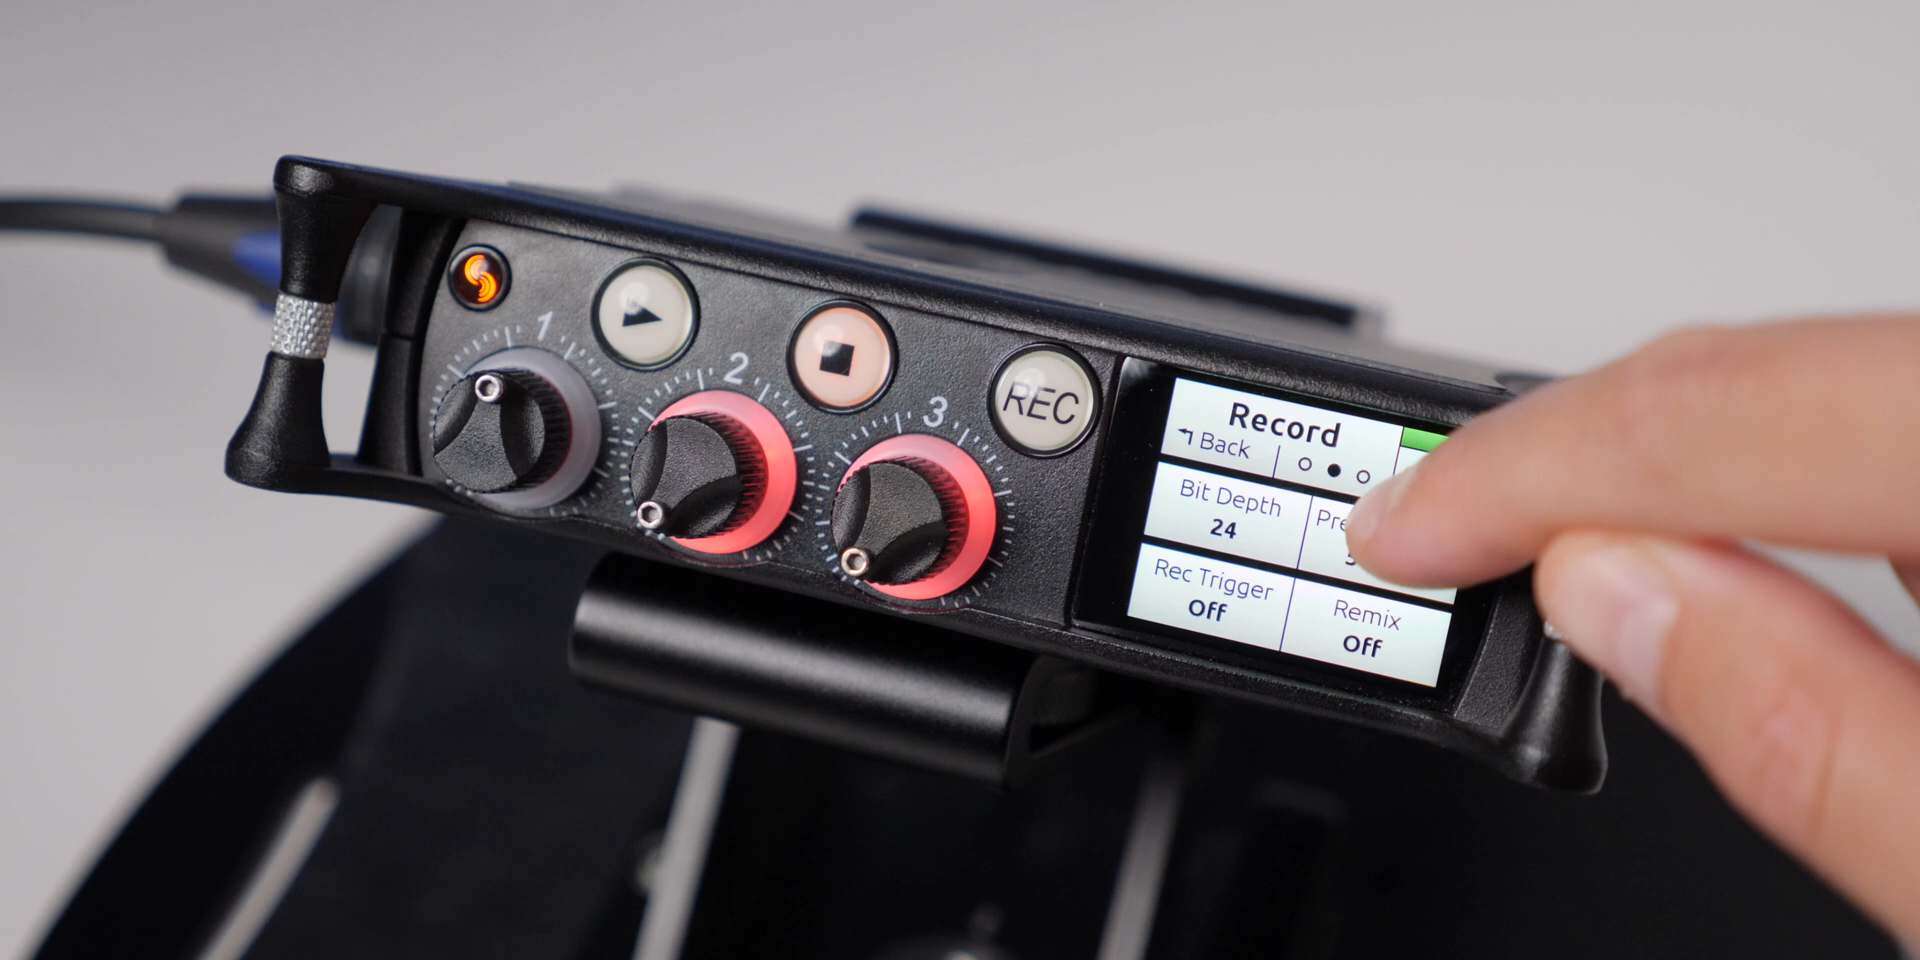 1
2
3
REC
Record
Back
Bit Depth
24
Rec Trigger
Off
Remix
Off